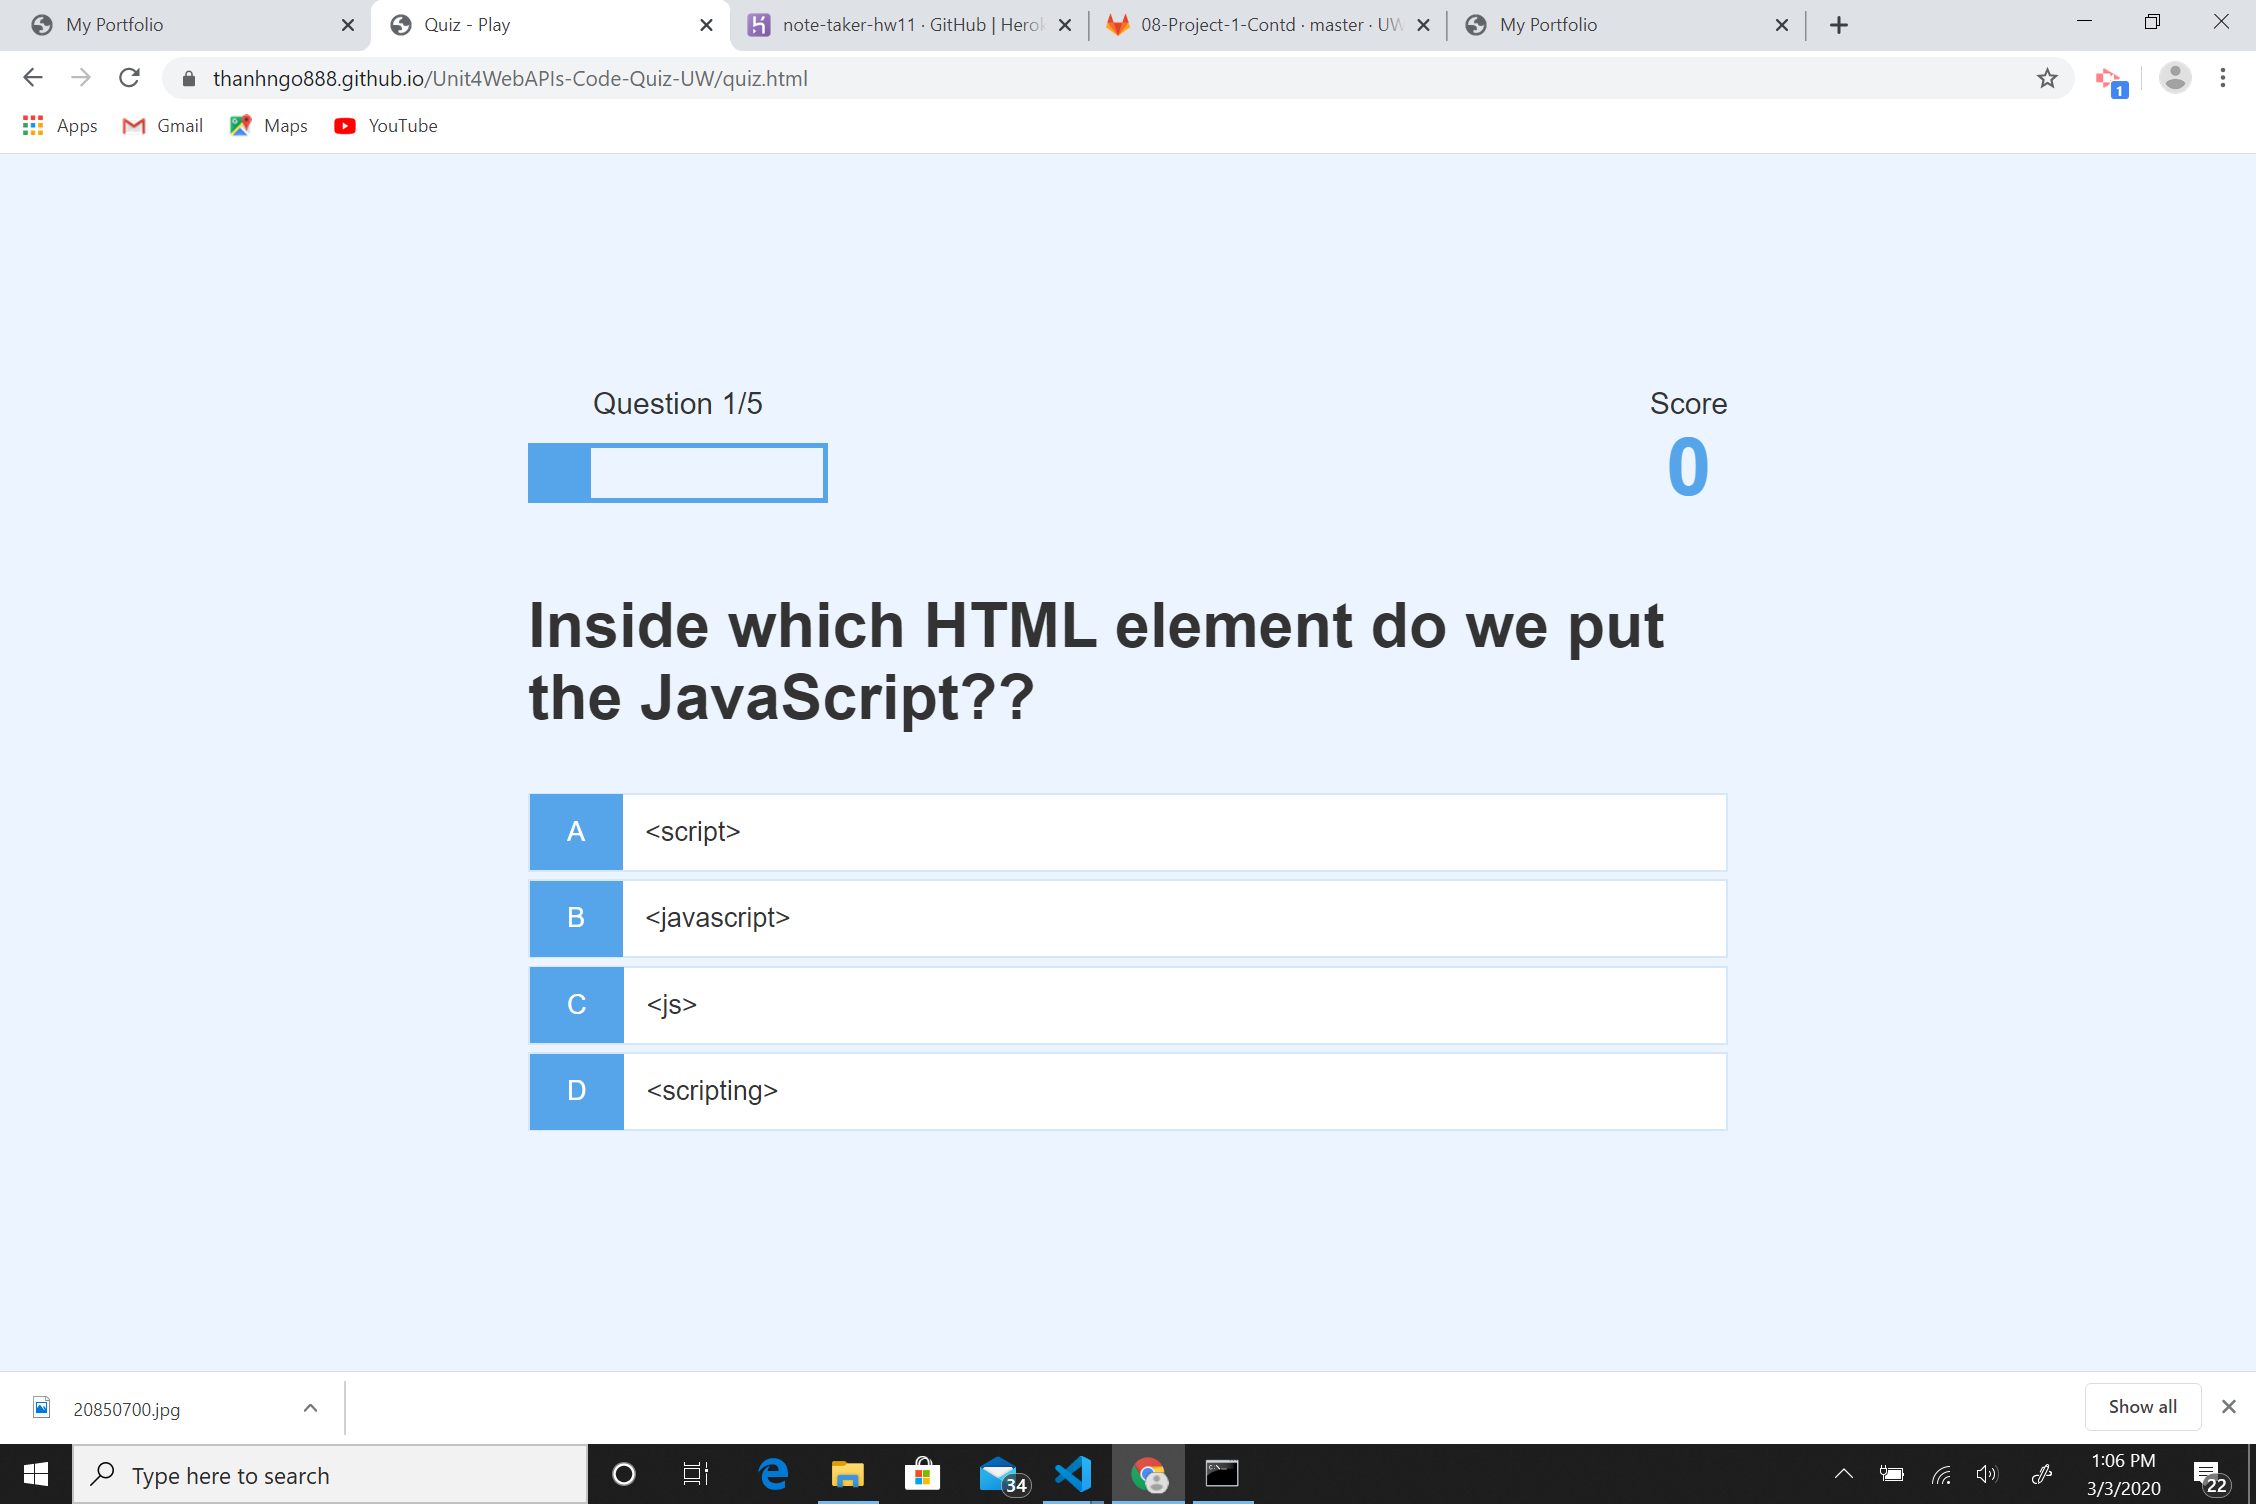 My Portfolio
Quiz - Play
note-taker-hw11 · GitHub | Herok
08-Project-1-Contd · master · UW
My Portfolio
thanhngo888.github.io/Unit4WebAPIs-Code-Quiz-UW/quiz.html
1
Apps
Gmail
Maps
YouTube
Question 1/5
Score
0
Inside which HTML element do we put
the JavaScript??
A <script>
B <javascript>
C <js>
D <scripting>
20850700.jpg
Show all
Type here to search
34
1:06 PM
3/3/2020
22